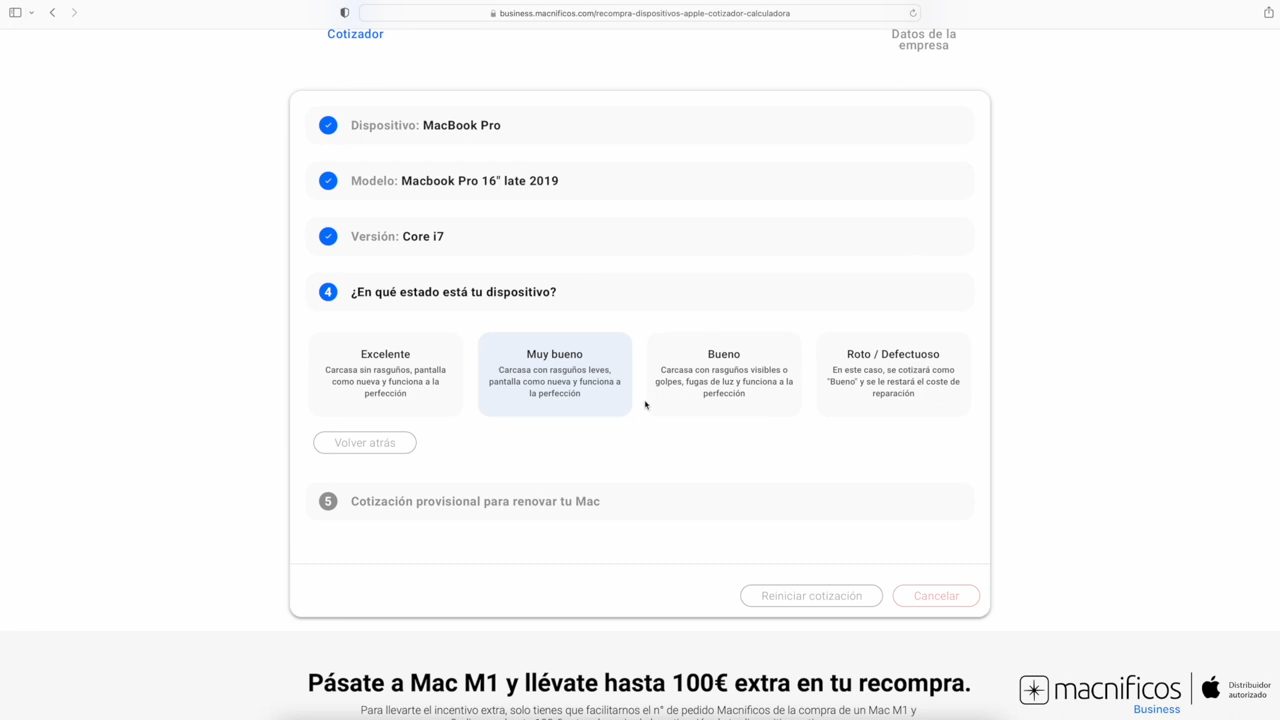 business.macnificos.com/recompra-dispositivos-apple-cotizador-calculadora
Cotizador
Datos de la
empresa
Dispositivo: MacBook Pro
Modelo: Macbook Pro 16" late 2019
Versión: Core i7
4 ¿En qué estado está tu dispositivo?
Excelente
Carcasa sin rasguños, pantalla
como nueva y funciona a la
perfección
Muy bueno
Carcasa con rasguños leves,
pantalla como nueva y funciona a
la perfección
Bueno
Carcasa con rasguños visibles o
golpes, fugas de luz y funciona a la
perfección
Roto / Defectuoso
En este caso, se cotizará como
"Bueno" y se le restará el coste de
reparación
Volver atrás
5 Cotización provisional para renovar tu Mac
Reiniciar cotización
Cancelar
Pásate a Mac M1 y llévate hasta 100€ extra en tu recompra.
Para llevarte el incentivo extra, solo tienes que facilitarnos el n° de pedido Macnificos de la compra de un Mac M1 y
macnificos
Business
Distribuidor
autorizado